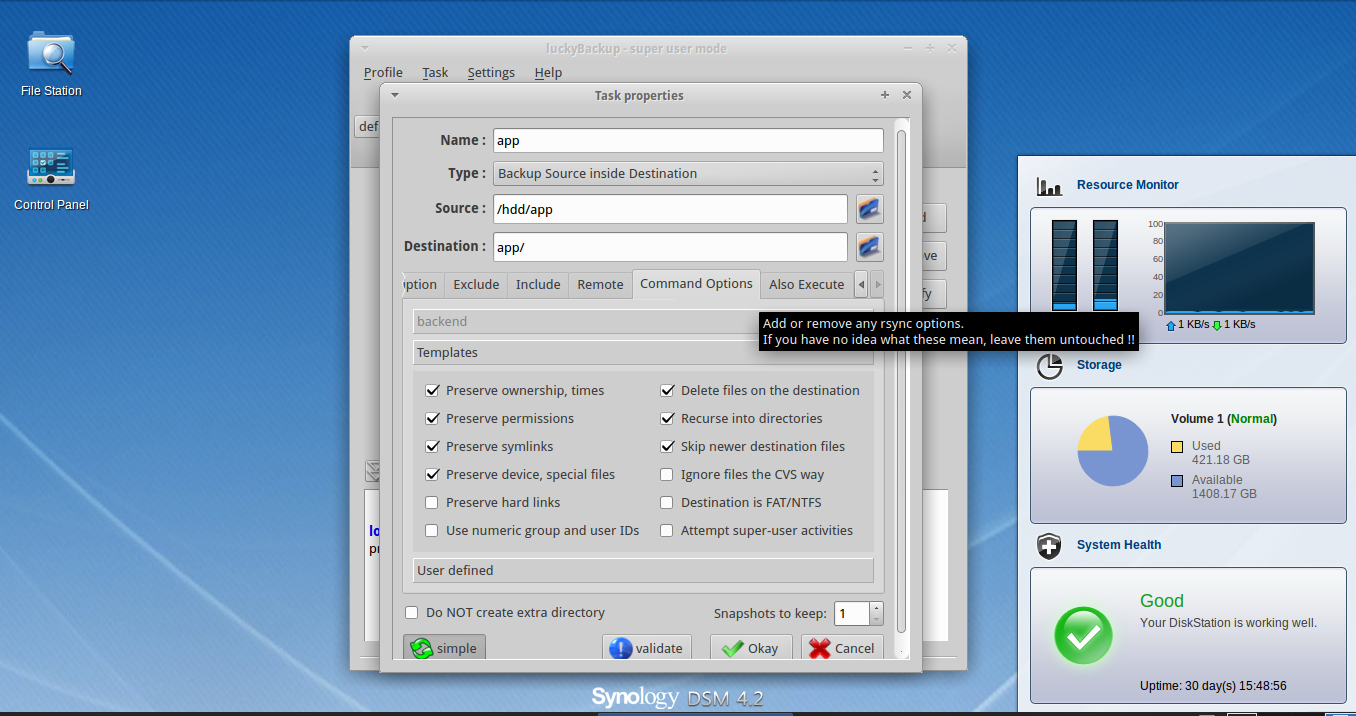 File Station
Control Panel
luckyBackup - super user mode
Profile Task Settings Help
def
Task properties
Name : app
Type : Backup Source inside Destination
Source : /hdd/app
Destination : app/
ption Exclude Include Remote Command Options Also Execute
backend
Add or remove any rsync options.
If you have no idea what these mean, leave them untouched !!
Templates
Preserve ownership, times
Delete files on the destination
Preserve permissions
Recurse into directories
Preserve symlinks
Skip newer destination files
Preserve device, special files
Ignore files the CVS way
Preserve hard links
Destination is FAT/NTFS
Use numeric group and user IDs
Attempt super-user activities
User defined
Do NOT create extra directory
Snapshots to keep: 1
simple validate Okay Cancel
ve
fy
lo
pr
Synology DSM 4.2
Resource Monitor
100
80
60
40
20
0
1 KB/s 1 KB/s
Storage
Volume 1 (Normal)
Used
421.18 GB
Available
1408.17 GB
System Health
Good
Your DiskStation is working well.
Uptime: 30 day(s) 15:48:56